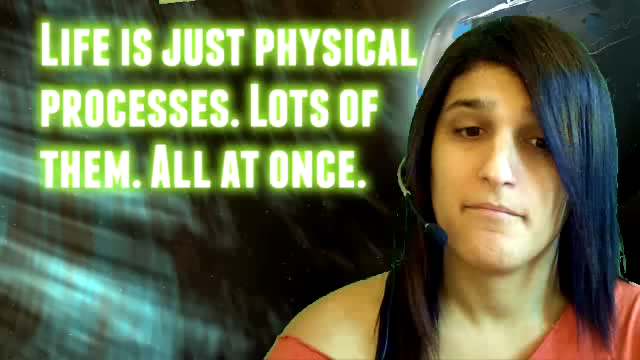 Life is just physical
processes. Lots of
them. All at once.